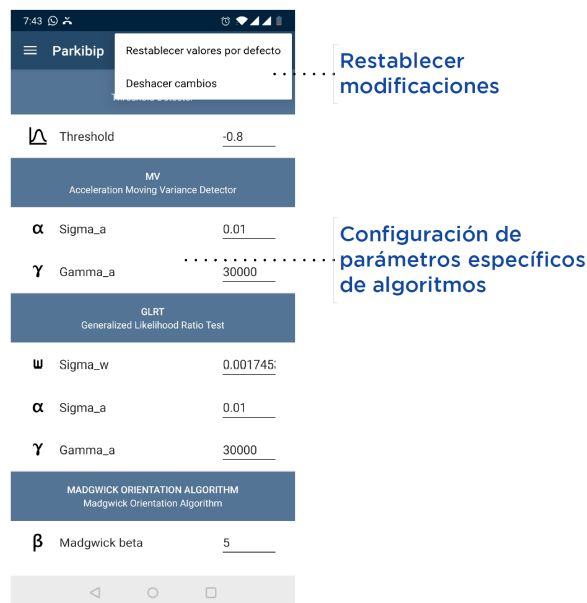 7:43
Parkibip
Restablecer valores por defecto
Deshacer cambios
Threshold Detector
Threshold
-0.8
MV
Acceleration Moving Variance Detector
α Sigma_a
0.01
γ Gamma_a
30000
GLRT
Generalized Likelihood Ratio Test
ω Sigma_w
0.001745
α Sigma_a
0.01
γ Gamma_a
30000
MADGWICK ORIENTATION ALGORITHM
Madgwick Orientation Algorithm
β Madgwick beta
5
Restablecer
modificaciones
Configuración de
parámetros específicos
de algoritmos